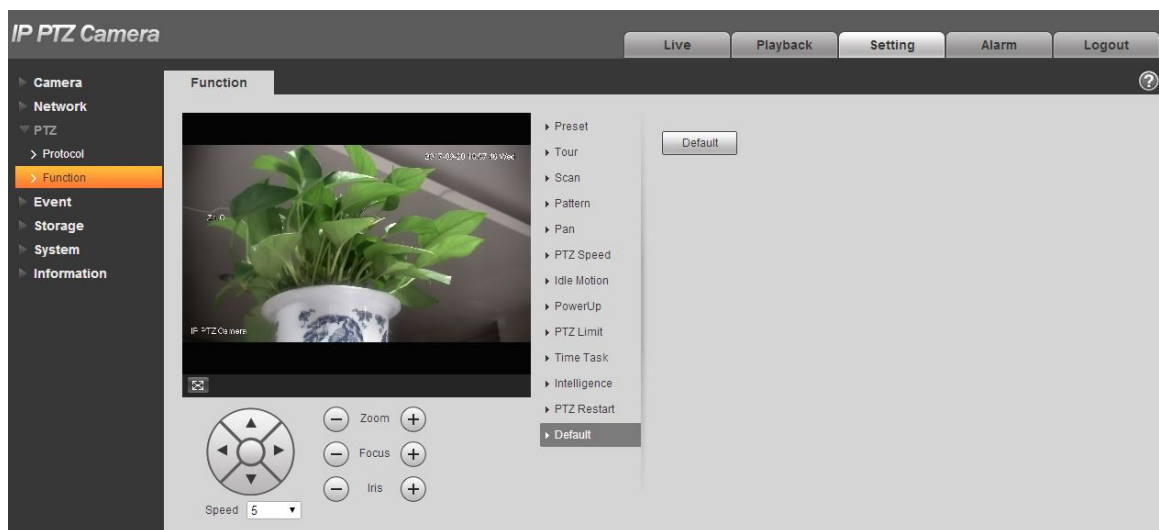 IP PTZ Camera
Live
Playback
Setting
Alarm
Logout
Camera
Network
PTZ
Protocol
Function
Event
Storage
System
Information
Function
?
IP PTZ Camera
Zoom
Focus
Iris
Speed 5
Preset
Tour
Scan
Pattern
Pan
PTZ Speed
Idle Motion
PowerUp
PTZ Limit
Time Task
Intelligence
PTZ Restart
Default
Default